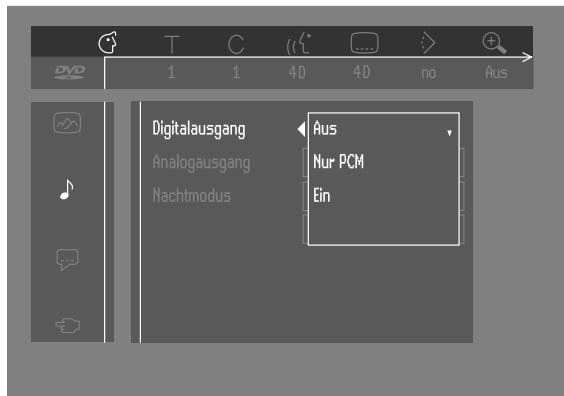 T C
DVD 1 1 4D 4D no Aus
Digitalausgang Aus
Analogausgang Nur PCM
Nachtmodus Ein